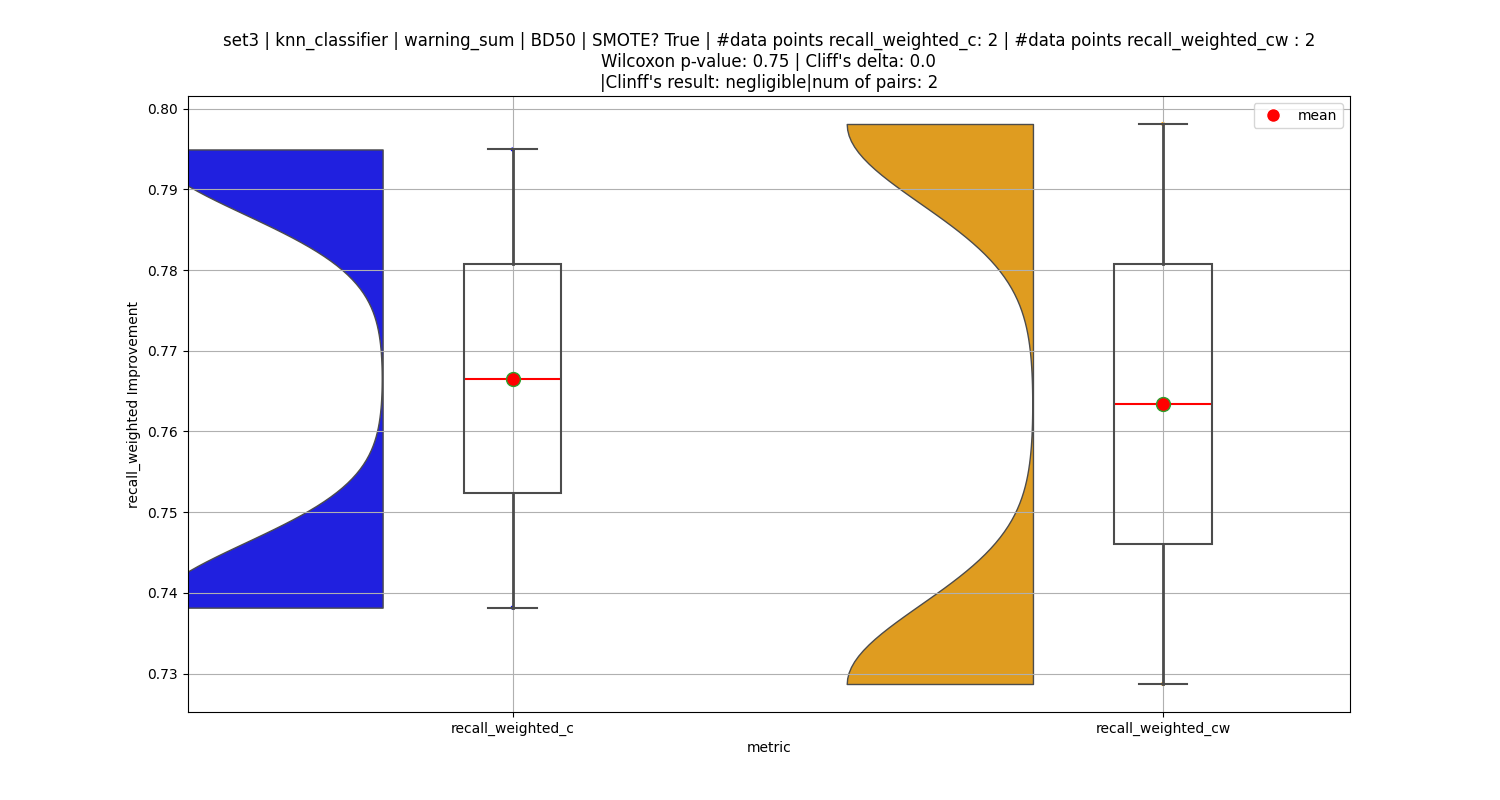 set3 | knn_classifier | warning_sum | BD50 | SMOTE? True | #data points recall_weighted_c: 2 | #data points recall_weighted_cw : 2
Wilcoxon p-value: 0.75 | Cliff's delta: 0.0
|Clinff's result: negligible|num of pairs: 2
mean
0.80
0.79
0.78
0.77
0.76
0.75
0.74
0.73
recall_weighted Improvement
recall_weighted_c
recall_weighted_cw
metric